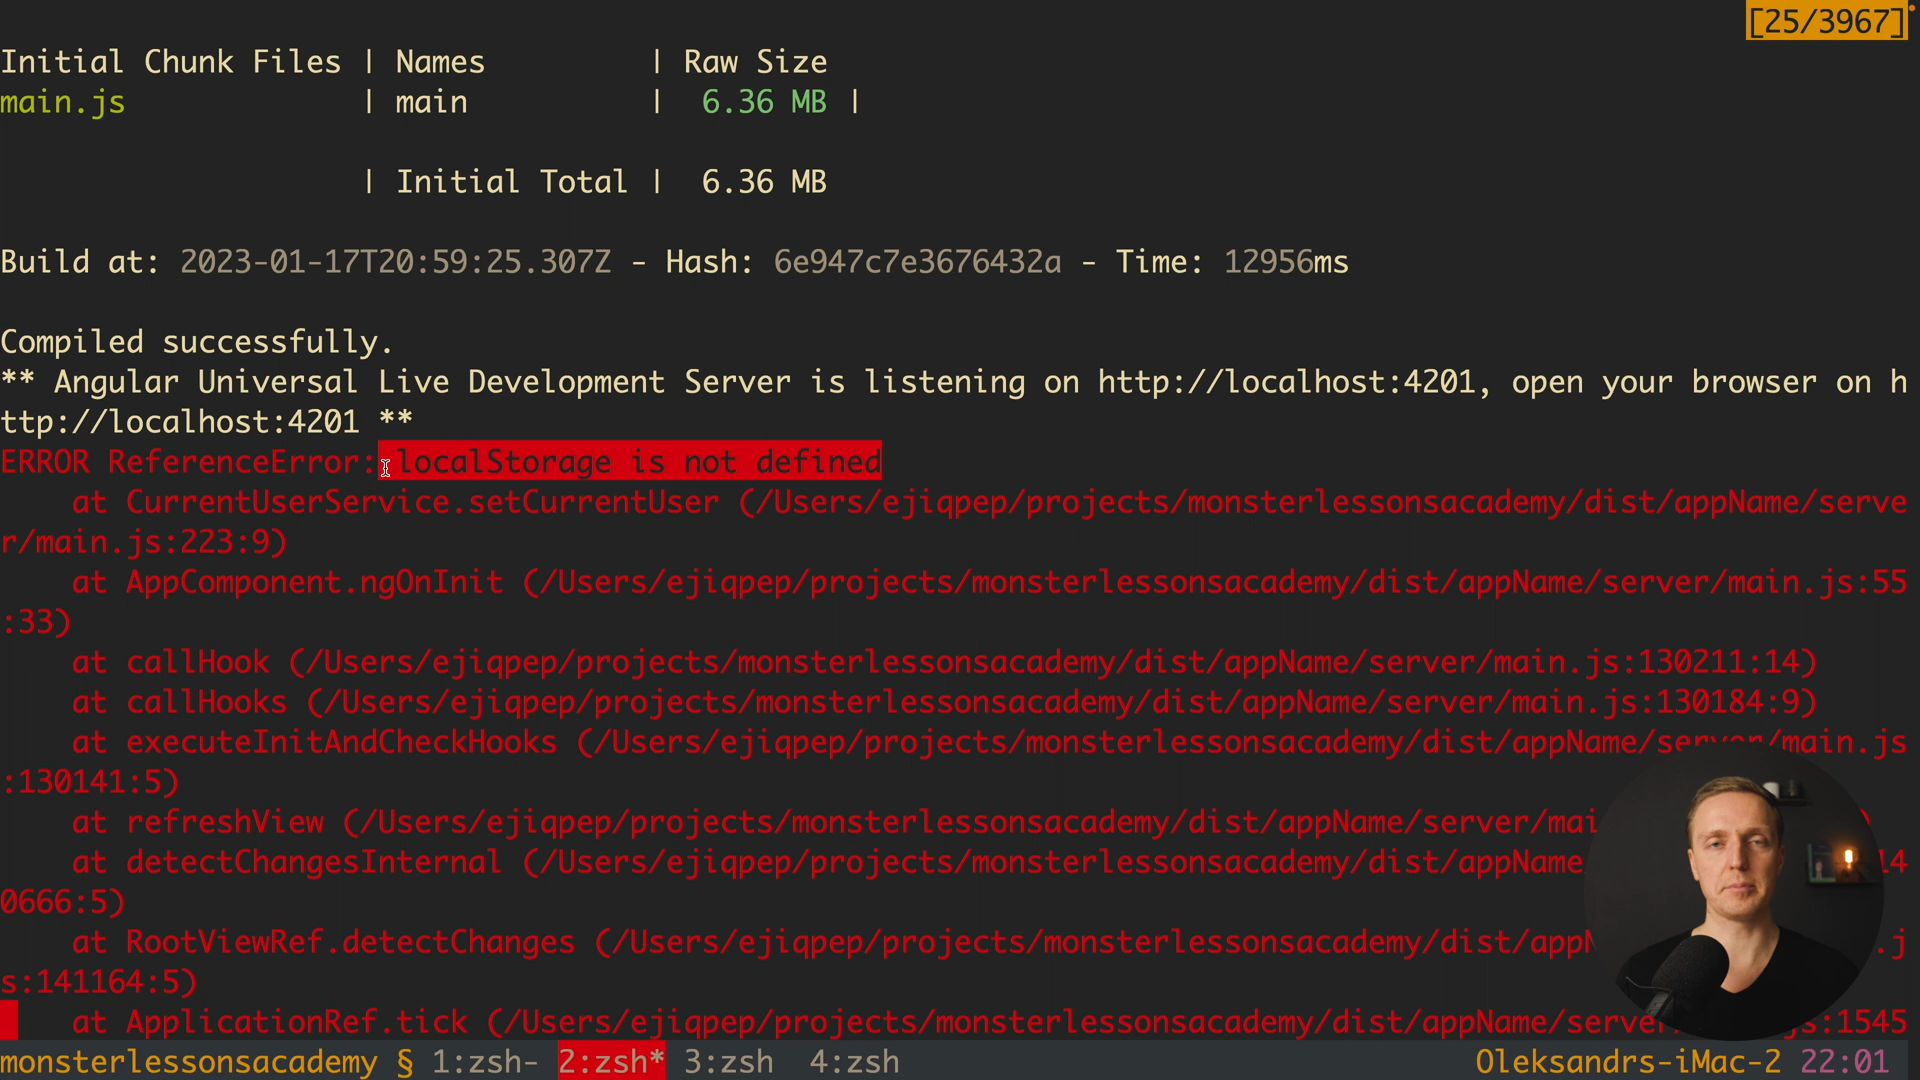 [25/3967]
Initial Chunk Files | Names | Raw Size
main.js | main | 6.36 MB |
| Initial Total | 6.36 MB
Build at: 2023-01-17T20:59:25.307Z - Hash: 6e947c7e3676432a - Time: 12956ms
Compiled successfully.
** Angular Universal Live Development Server is listening on http://localhost:4201, open your browser on h
ttp://localhost:4201 **
ERROR ReferenceError: localStorage is not defined
at CurrentUserService.setCurrentUser (/Users/ejiqpep/projects/monsterlessonsacademy/dist/appName/serve
r/main.js:223:9)
at AppComponent.ngOnInit (/Users/ejiqpep/projects/monsterlessonsacademy/dist/appName/server/main.js:55
:33)
at callHook (/Users/ejiqpep/projects/monsterlessonsacademy/dist/appName/server/main.js:130211:14)
at callHooks (/Users/ejiqpep/projects/monsterlessonsacademy/dist/appName/server/main.js:130184:9)
at executeInitAndCheckHooks (/Users/ejiqpep/projects/monsterlessonsacademy/dist/appName/server/main.js
:130141:5)
at refreshView (/Users/ejiqpep/projects/monsterlessonsacademy/dist/appName/server/mai
at detectChangesInternal (/Users/ejiqpep/projects/monsterlessonsacademy/dist/appName 14
0666:5)
at RootViewRef.detectChanges (/Users/ejiqpep/projects/monsterlessonsacademy/dist/app .j
s:141164:5)
at ApplicationRef.tick (/Users/ejiqpep/projects/monsterlessonsacademy/dist/appName/server js:1545
monsterlessonsacademy § 1:zsh- 2:zsh* 3:zsh 4:zsh Oleksandrs-iMac-2 22:01